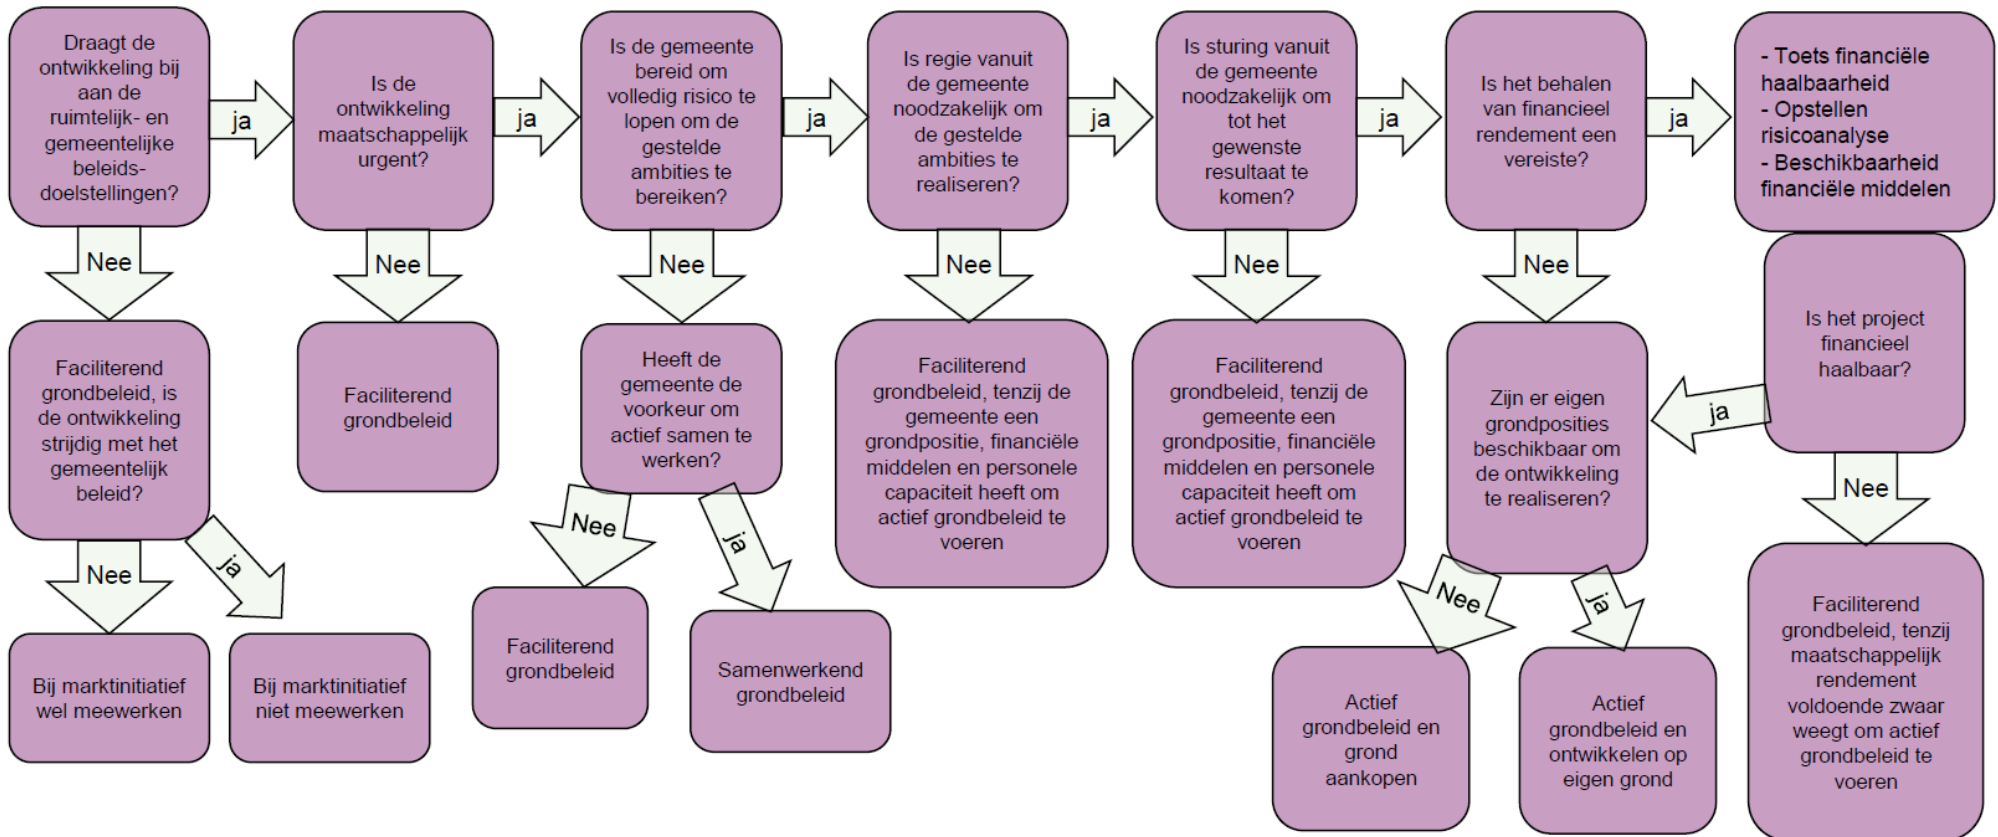 Draagt de
ontwikkeling bij
aan de
ruimtelijk- en
gemeentelijke
beleids-
doelstellingen?
ja
Is de
ontwikkeling
maatschappelijk
urgent?
ja
Is de gemeente
bereid om
volledig risico te
lopen om de
gestelde
ambities te
bereiken?
ja
Is regie vanuit
de gemeente
noodzakelijk om
de gestelde
ambities te
realiseren?
ja
Is sturing vanuit
de gemeente
noodzakelijk om
tot het
gewenste
resultaat te
komen?
ja
Is het behalen
van financieel
rendement een
vereiste?
ja
- Toets financiële
haalbaarheid
- Opstellen
risicoanalyse
- Beschikbaarheid
financiële middelen
Nee
Nee
Nee
Nee
Nee
Nee
Faciliterend
grondbeleid, is
de ontwikkeling
strijdig met het
gemeentelijk
beleid?
Faciliterend
grondbeleid
Heeft de
gemeente de
voorkeur om
actief samen te
werken?
Faciliterend
grondbeleid, tenzij de
gemeente een
grondpositie, financiële
middelen en personele
capaciteit heeft om
actief grondbeleid te
voeren
Faciliterend
grondbeleid, tenzij de
gemeente een
grondpositie, financiële
middelen en personele
capaciteit heeft om
actief grondbeleid te
voeren
Zijn er eigen
grondposities
beschikbaar om
de ontwikkeling
te realiseren?
ja
Is het project
financieel
haalbaar?
Nee
ja
Nee
ja
Nee
ja
Nee
Bij marktinitiatief
wel meewerken
Bij marktinitiatief
niet meewerken
Faciliterend
grondbeleid
Samenwerkend
grondbeleid
Actief
grondbeleid en
grond
aankopen
Actief
grondbeleid en
ontwikkelen op
eigen grond
Faciliterend
grondbeleid, tenzij
maatschappelijk
rendement
voldoende zwaar
weegt om actief
grondbeleid te
voeren